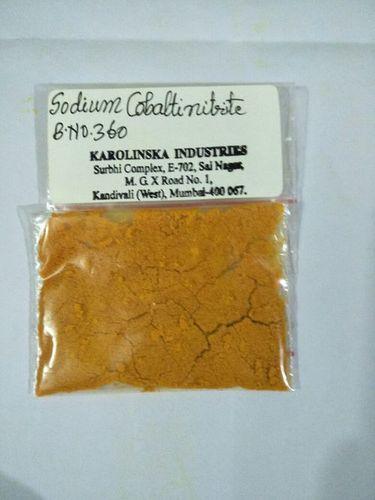 Sodium Cobaltinitrite
B.NO.360
KAROLINSKA INDUSTRIES
Surbhi Complex, E-702, Sai Nagar,
M. G. X Road No. 1,
Kandivali (West), Mumbai-400 067.